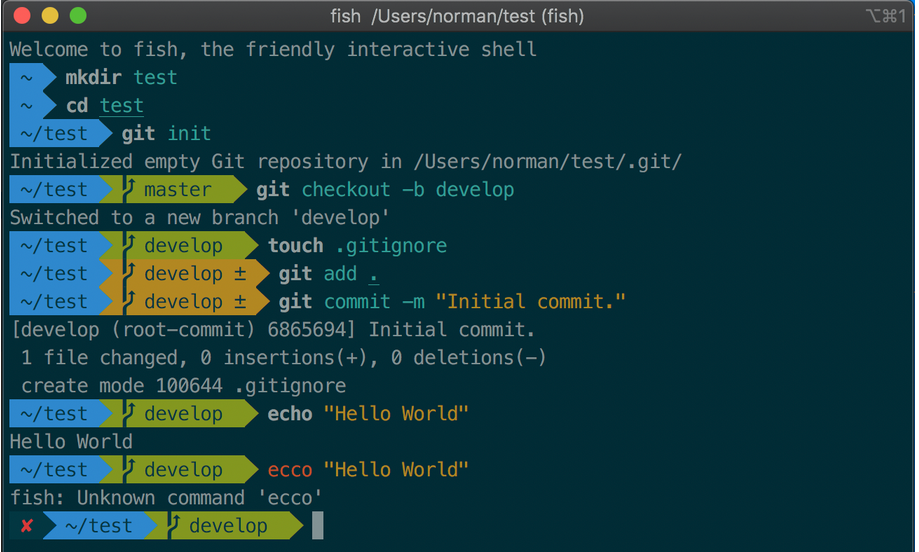 fish /Users/norman/test (fish) ⌥⌘1
Welcome to fish, the friendly interactive shell
~ mkdir test
~ cd test
~/test git init
Initialized empty Git repository in /Users/norman/test/.git/
~/test master git checkout -b develop
Switched to a new branch 'develop'
~/test develop touch .gitignore
~/test develop ± git add .
~/test develop ± git commit -m "Initial commit."
[develop (root-commit) 6865694] Initial commit.
1 file changed, 0 insertions(+), 0 deletions(-)
create mode 100644 .gitignore
~/test develop echo "Hello World"
Hello World
~/test develop ecco "Hello World"
fish: Unknown command 'ecco'
✘ ~/test develop